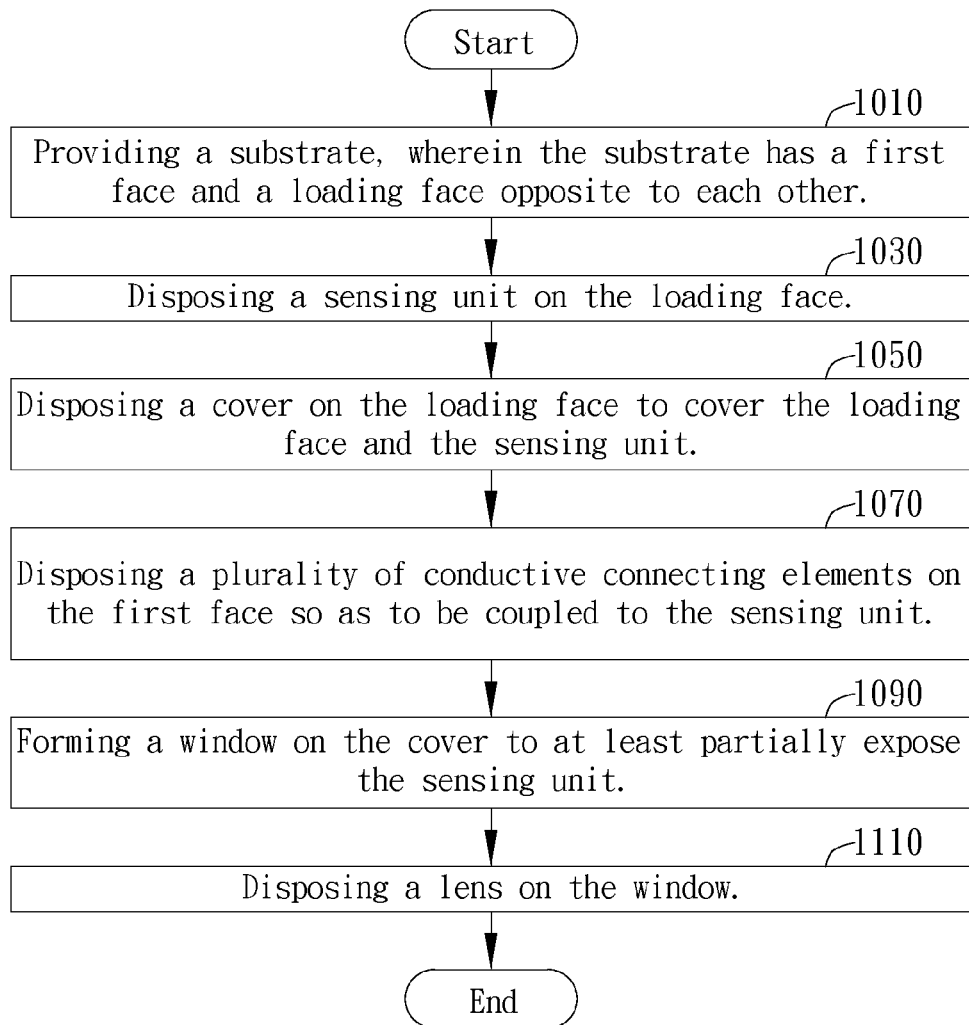 Start
1010
Providing a substrate, wherein the substrate has a first
face and a loading face opposite to each other.
1030
Disposing a sensing unit on the loading face.
1050
Disposing a cover on the loading face to cover the loading
face and the sensing unit.
1070
Disposing a plurality of conductive connecting elements on
the first face so as to be coupled to the sensing unit.
1090
Forming a window on the cover to at least partially expose
the sensing unit.
1110
Disposing a lens on the window.
End